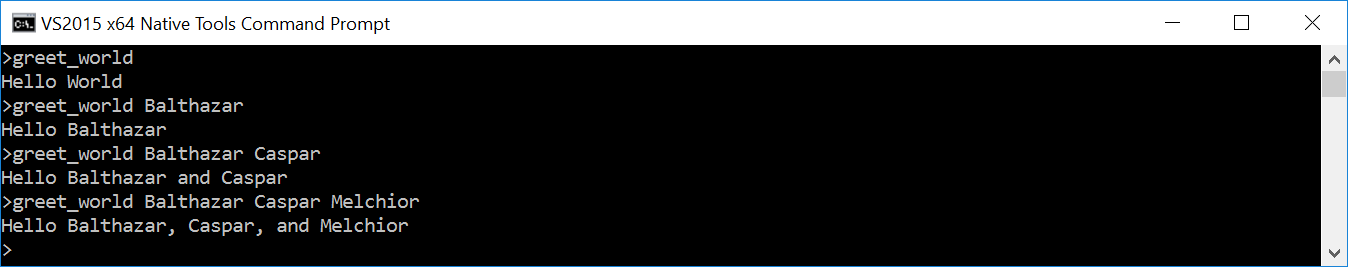 VS2015 x64 Native Tools Command Prompt
>greet_world
Hello World
>greet_world Balthazar
Hello Balthazar
>greet_world Balthazar Caspar
Hello Balthazar and Caspar
>greet_world Balthazar Caspar Melchior
Hello Balthazar, Caspar, and Melchior
>